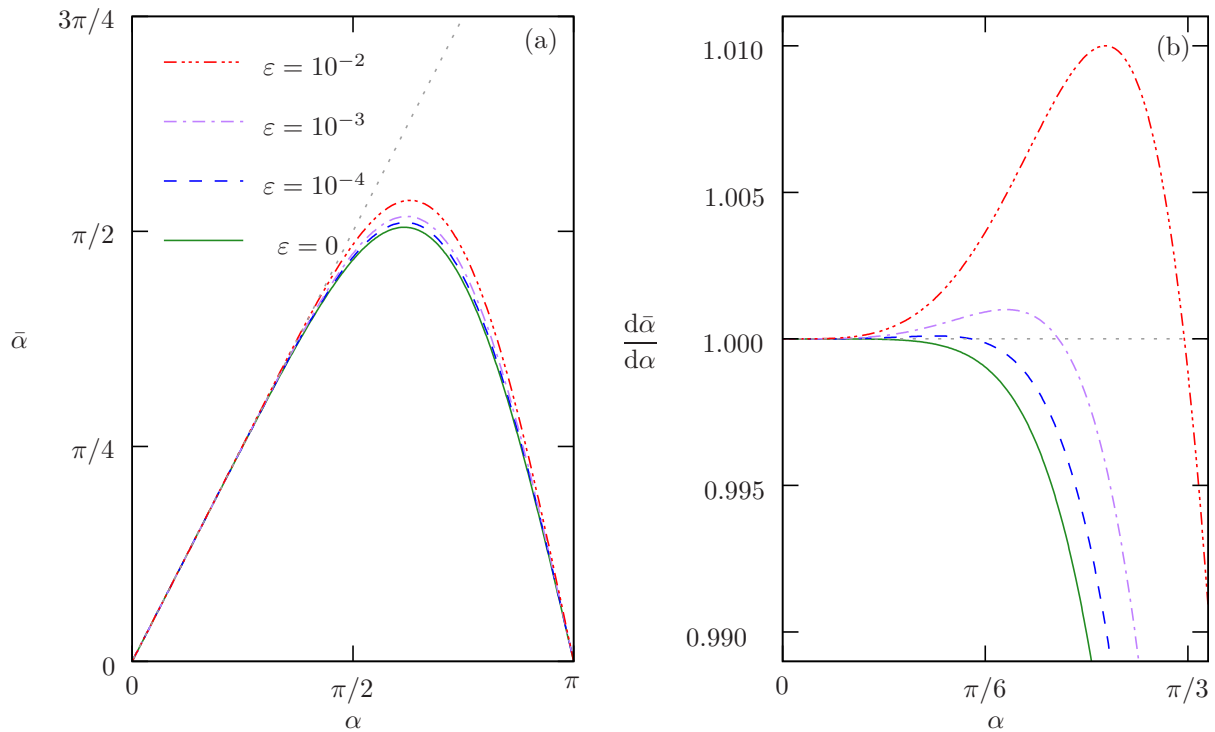 3π/4
(a)
ε = 10⁻²
ε = 10⁻³
ε = 10⁻⁴
ε = 0
π/2
π/4
0
ᾱ
0
π/2
π
α
(b)
1.010
1.005
1.000
0.995
0.990
dᾱ
dα
0
π/6
π/3
α